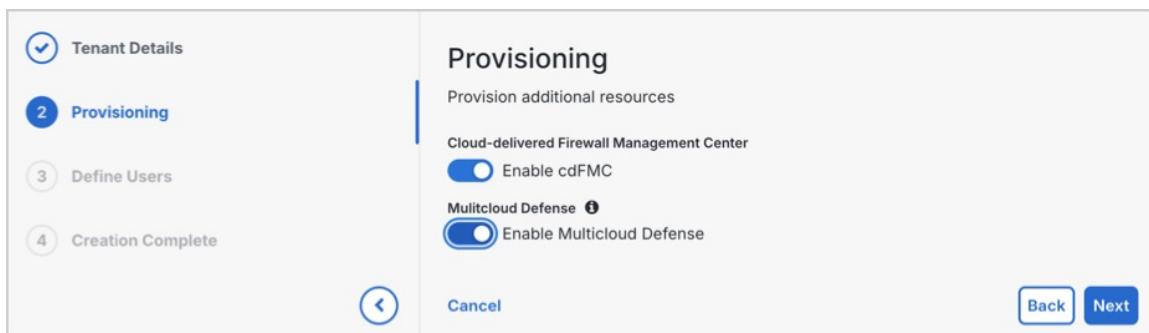 Tenant Details
2 Provisioning
3 Define Users
4 Creation Complete
Provisioning
Provision additional resources
Cloud-delivered Firewall Management Center
Enable cdFMC
Mulitcloud Defense
Enable Multicloud Defense
Cancel
Back
Next